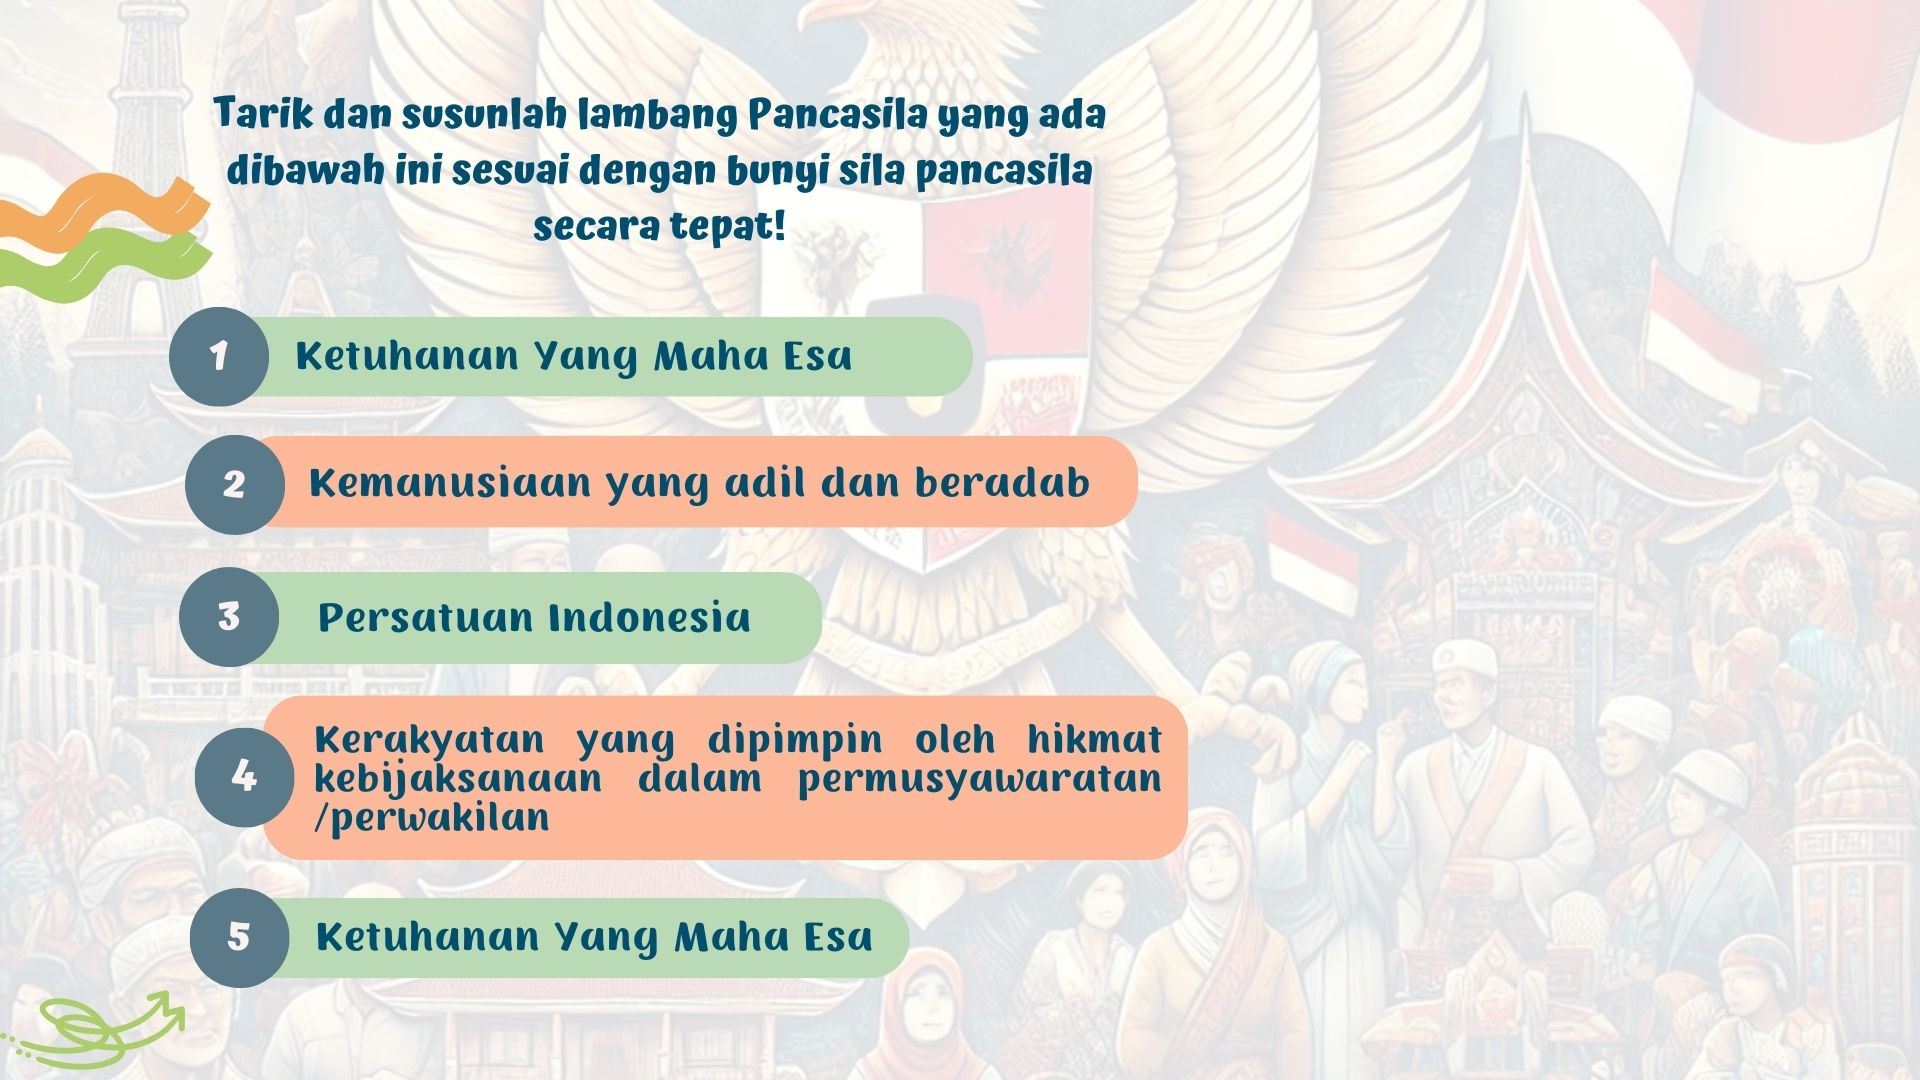 Tarik dan susunlah lambang Pancasila yang ada
dibawah ini sesuai dengan bunyi sila pancasila
secara tepat!
1
Ketuhanan Yang Maha Esa
2
Kemanusiaan yang adil dan beradab
3
Persatuan Indonesia
4
Kerakyatan yang dipimpin oleh hikmat
kebijaksanaan dalam permusyawaratan
/perwakilan
5
Ketuhanan Yang Maha Esa